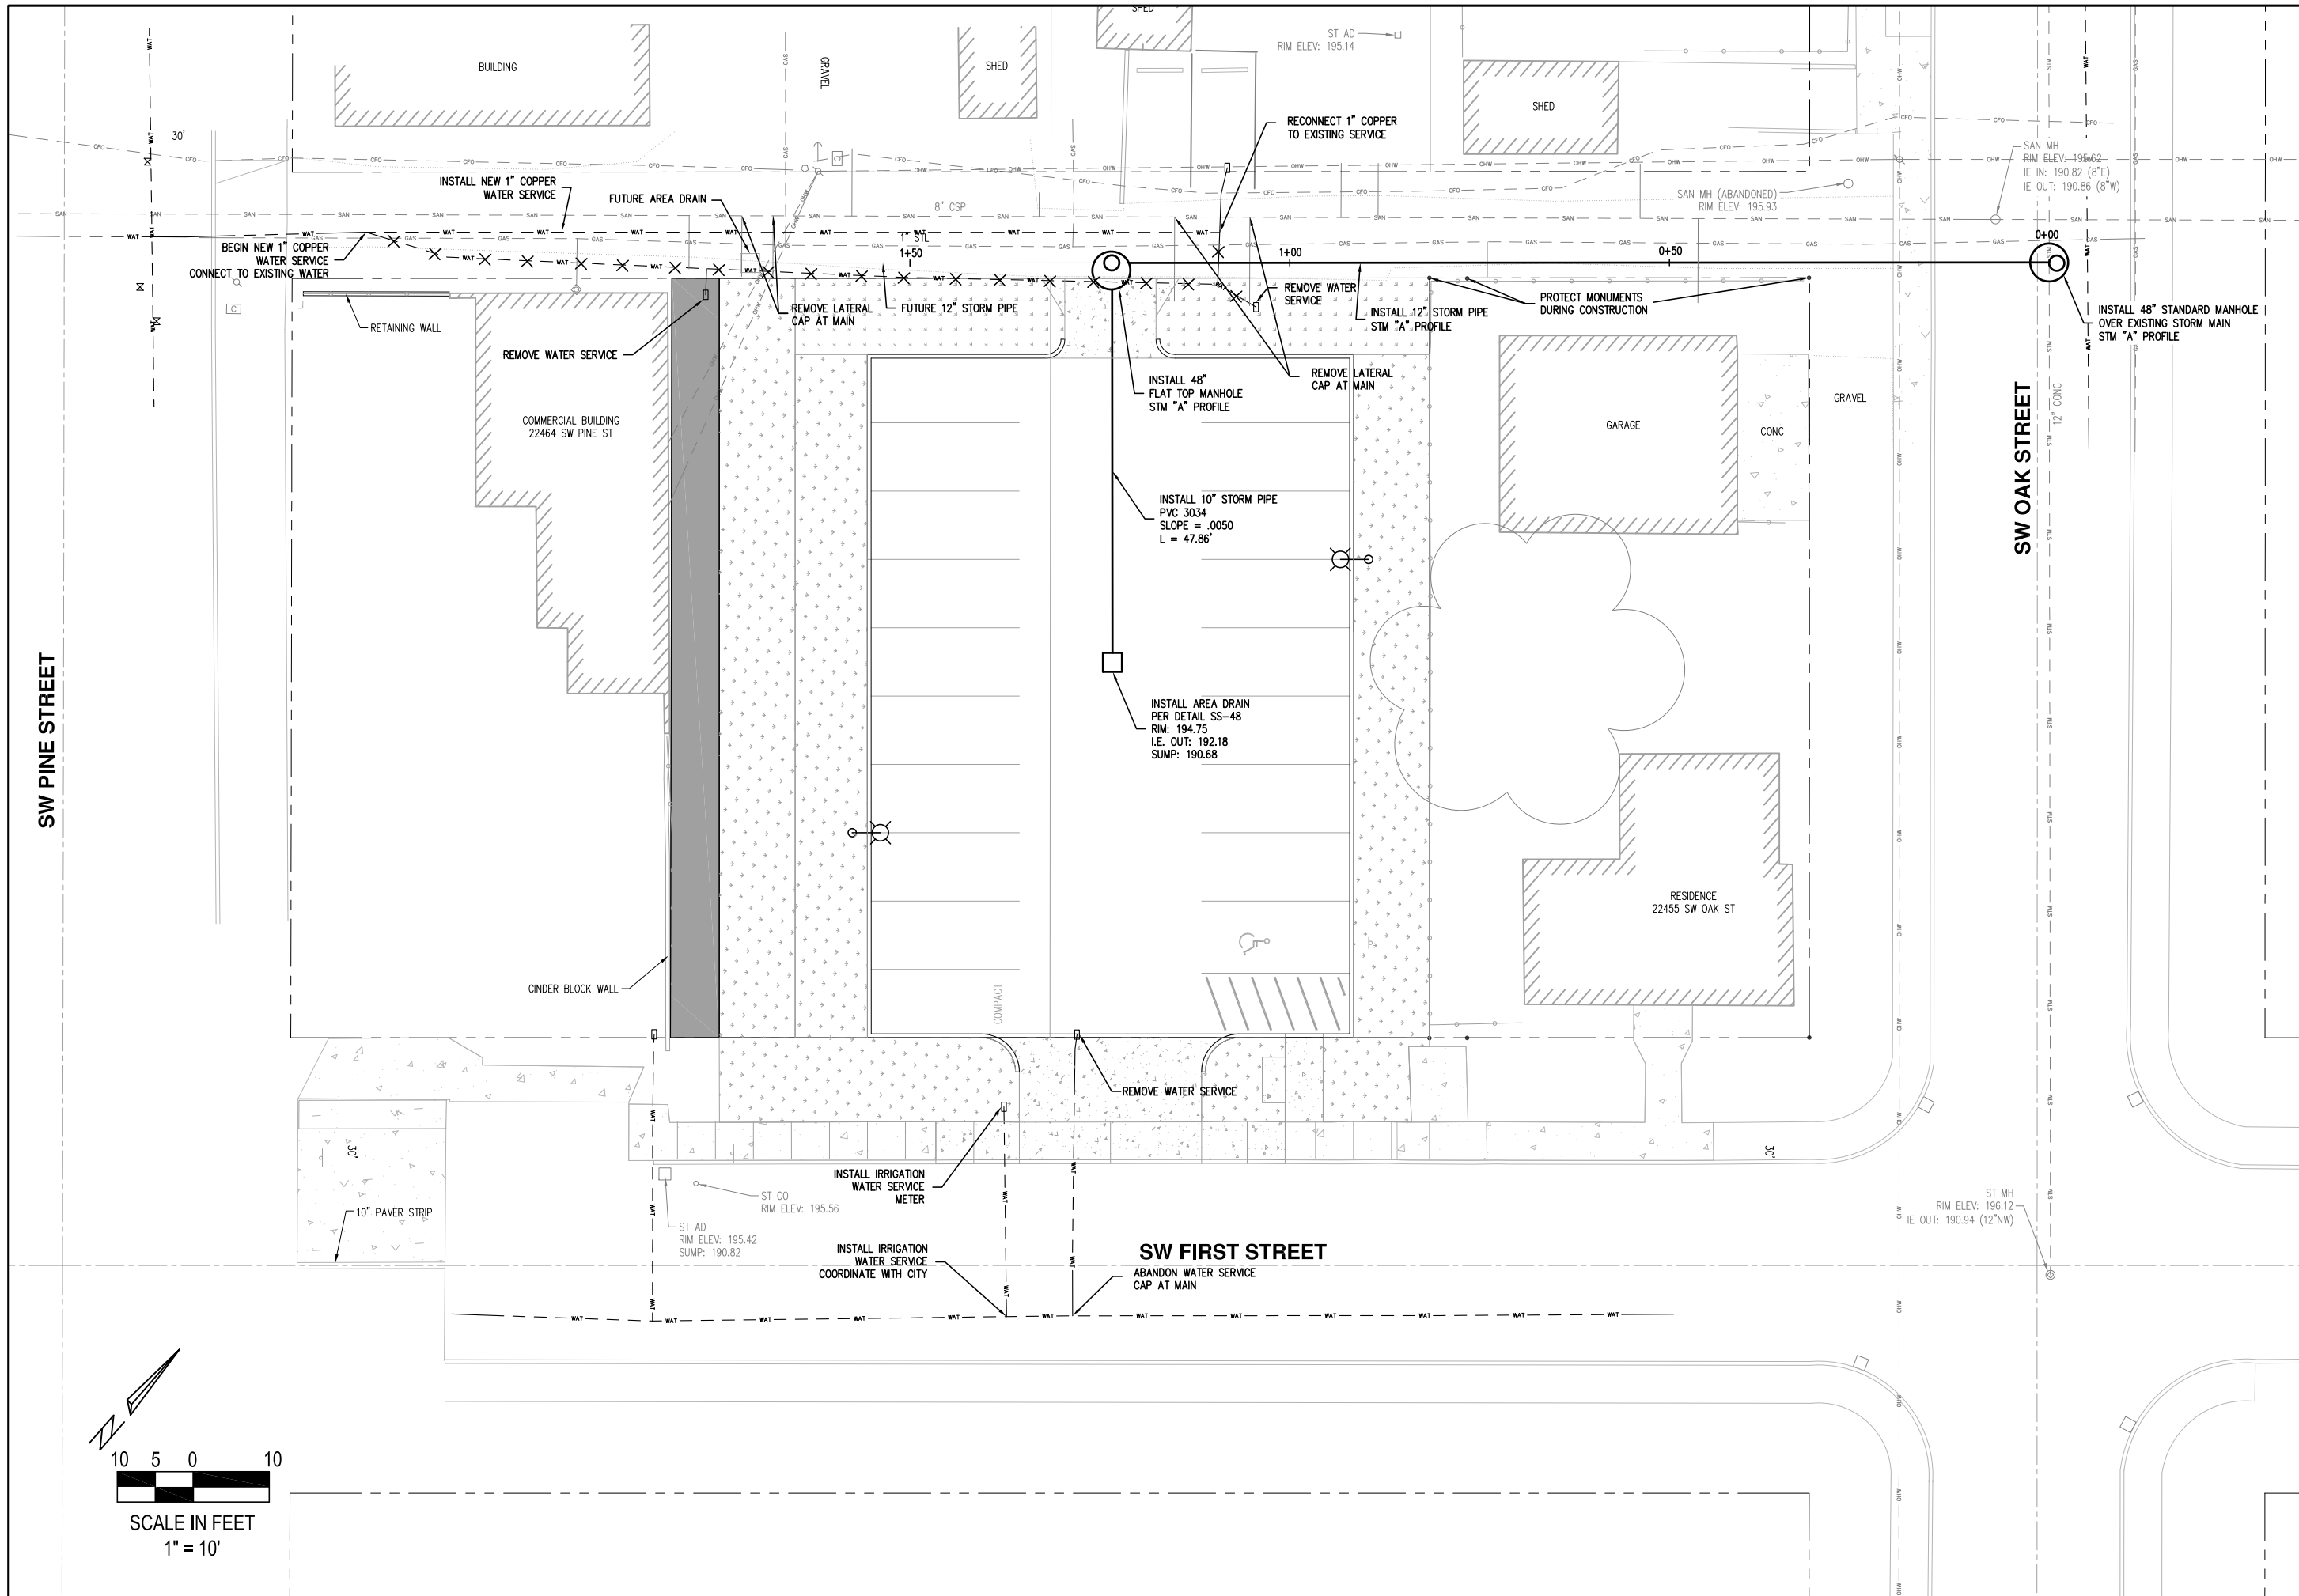 SHED
BUILDING
GRAVEL
SHED
ST AD
RIM ELEV: 195.14
SHED
30'
RECONNECT 1" COPPER
TO EXISTING SERVICE
SAN MH
RIM ELEV: 195.62
IE IN: 190.82 (8"E)
IE OUT: 190.86 (8"W)
SAN MH (ABANDONED)
RIM ELEV: 195.93
INSTALL NEW 1" COPPER
WATER SERVICE
FUTURE AREA DRAIN
8" CSP
BEGIN NEW 1" COPPER
WATER SERVICE
CONNECT TO EXISTING WATER
1" STL
1+50
1+00
0+50
0+00
RETAINING WALL
REMOVE LATERAL
CAP AT MAIN
FUTURE 12" STORM PIPE
REMOVE WATER
SERVICE
INSTALL 12" STORM PIPE
STM "A" PROFILE
PROTECT MONUMENTS
DURING CONSTRUCTION
INSTALL 48" STANDARD MANHOLE
OVER EXISTING STORM MAIN
STM "A" PROFILE
REMOVE WATER SERVICE
INSTALL 48"
FLAT TOP MANHOLE
STM "A" PROFILE
REMOVE LATERAL
CAP AT MAIN
COMMERCIAL BUILDING
22464 SW PINE ST
GARAGE
CONC
GRAVEL
SW OAK STREET
12" CONC
INSTALL 10" STORM PIPE
PVC 3034
SLOPE = .0050
L = 47.86'
SW PINE STREET
INSTALL AREA DRAIN
PER DETAIL SS-48
RIM: 194.75
I.E. OUT: 192.18
SUMP: 190.68
RESIDENCE
22455 SW OAK ST
CINDER BLOCK WALL
COMPACT
REMOVE WATER SERVICE
30'
30'
INSTALL IRRIGATION
WATER SERVICE
METER
ST CO
RIM ELEV: 195.56
10" PAVER STRIP
ST AD
RIM ELEV: 195.42
SUMP: 190.82
ST MH
RIM ELEV: 196.12
IE OUT: 190.94 (12"NW)
INSTALL IRRIGATION
WATER SERVICE
COORDINATE WITH CITY
SW FIRST STREET
ABANDON WATER SERVICE
CAP AT MAIN
N
10 5 0 10
SCALE IN FEET
1" = 10'